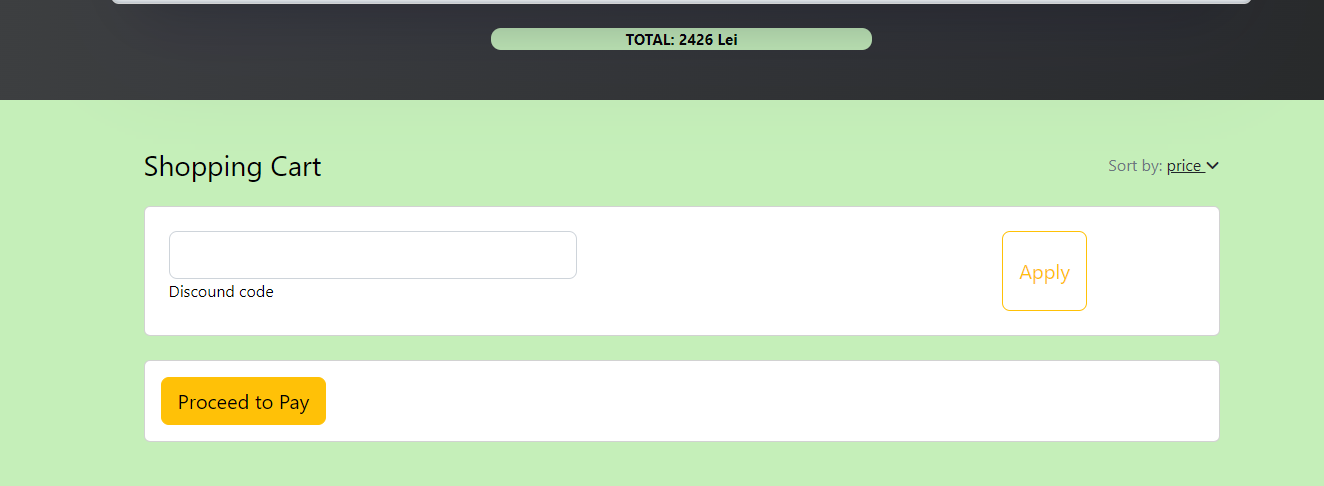 TOTAL: 2426 Lei
Shopping Cart
Sort by: price
Apply
Discound code
Proceed to Pay